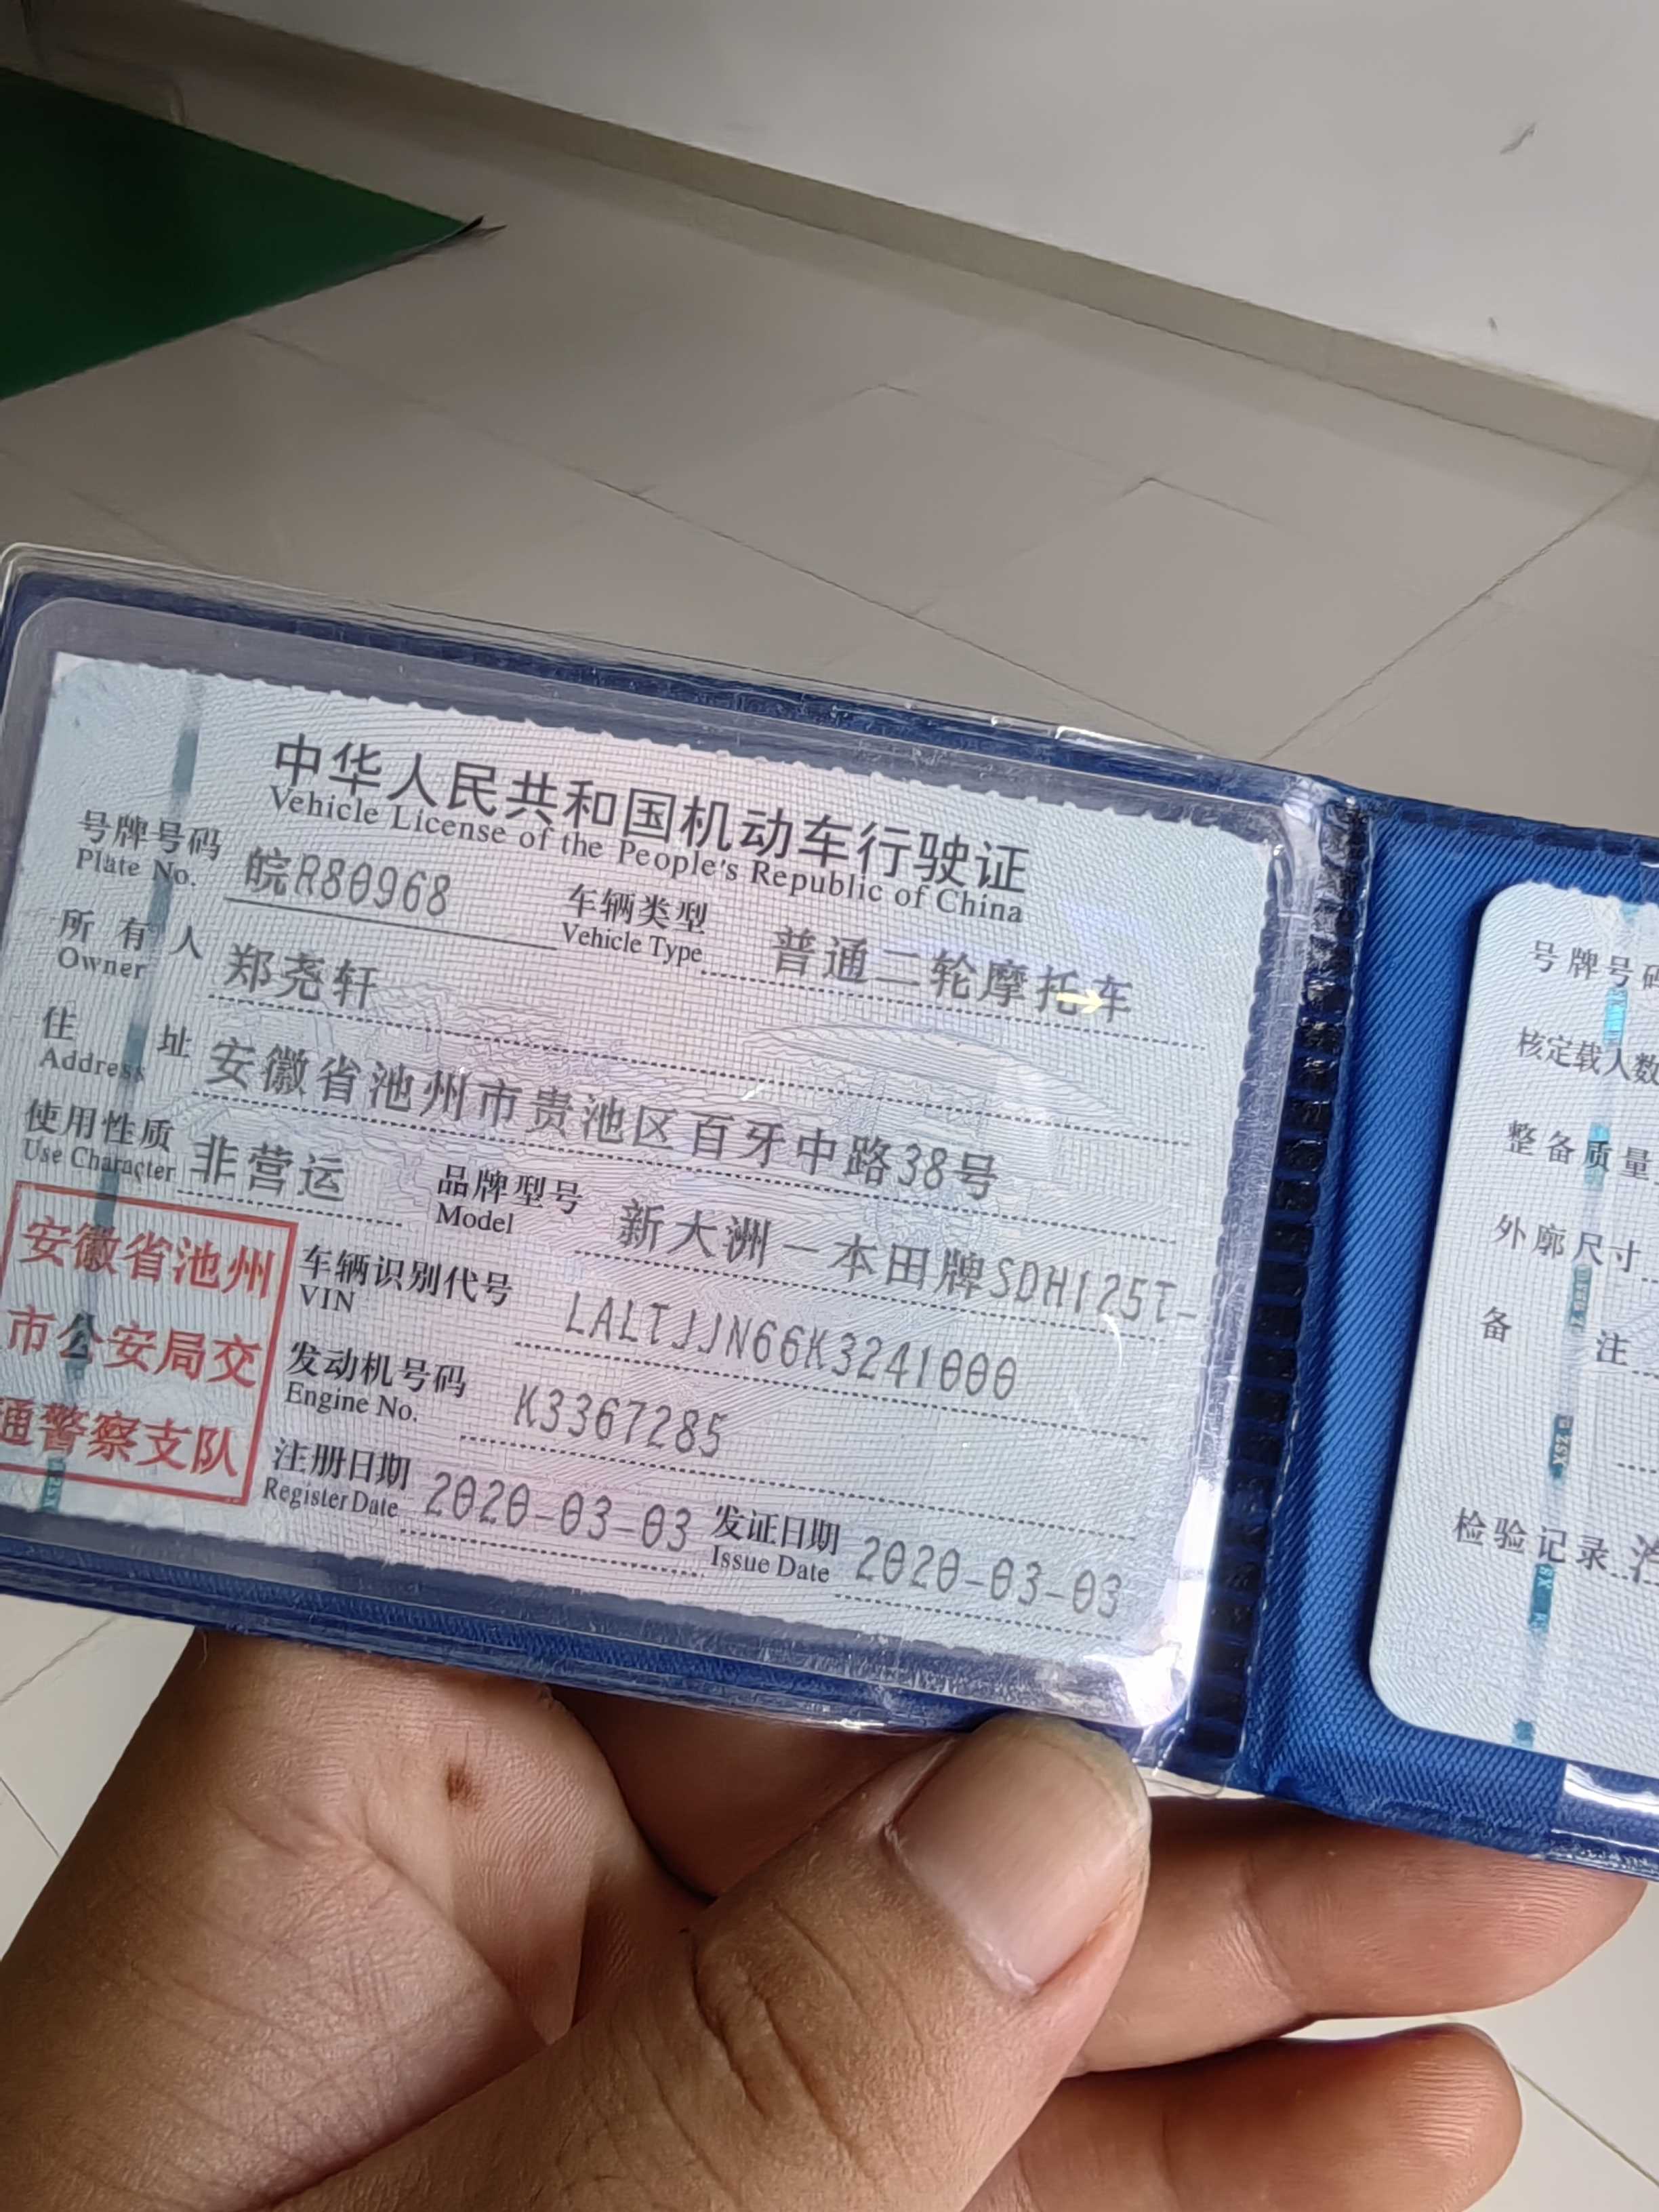 中华人民共和国机动车行驶证
Vehicle License of the People's Republic of China
号牌号码 皖R80968 车辆类型 普通二轮摩托车
Plate No. Vehicle Type
所有人 郑尧轩
Owner
住址 安徽省池州市贵池区百牙中路38号
Address
使用性质 非营运 品牌型号 新大洲-本田牌SDH125T-
Use Character Model
安徽省池州
市公安局交
通警察支队
车辆识别代号 LALTJJN66K3241000
VIN
发动机号码 K3367285
Engine No.
注册日期 2020-03-03 发证日期 2020-03-03
Register Date Issue Date
号牌号码
核定载人数
整备质量
外廓尺寸
备注
检验记录